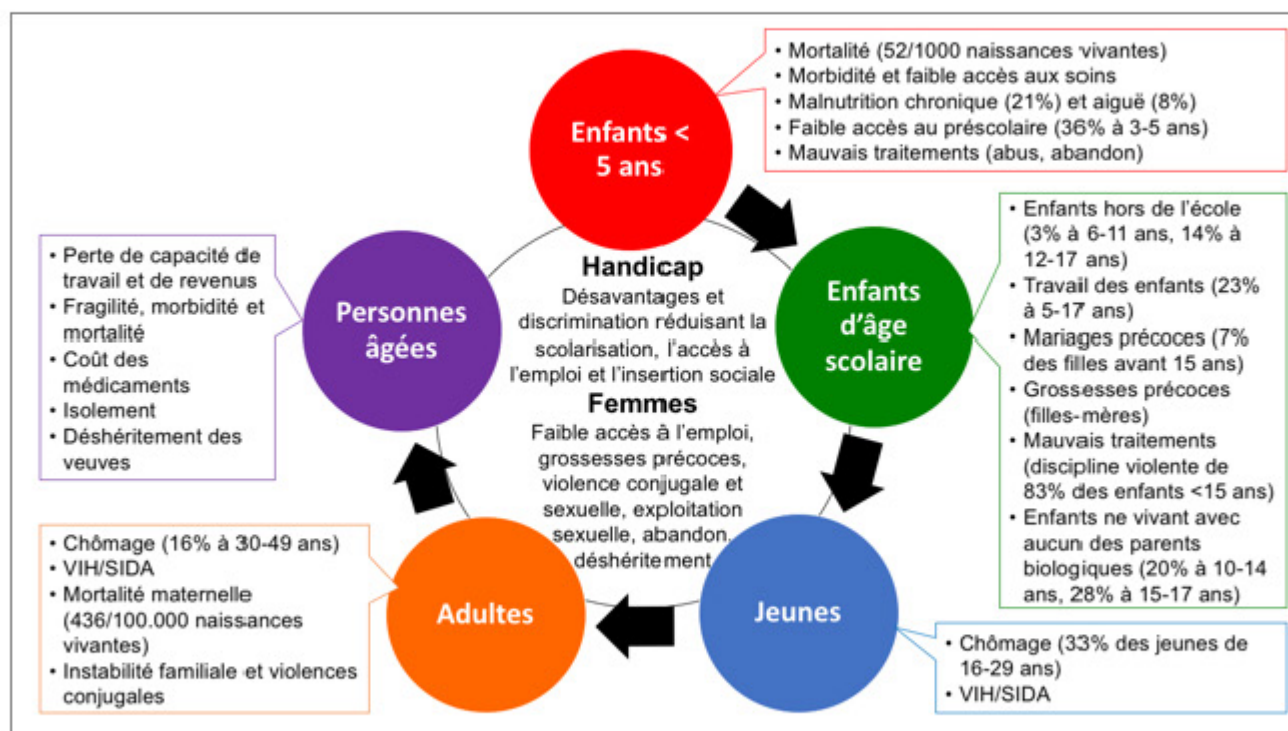 Enfants <
5 ans
• Mortalité (52/1000 naissances vivantes)
• Morbidité et faible accès aux soins
• Malnutrition chronique (21%) et aiguë (8%)
• Faible accès au préscolaire (36% à 3-5 ans)
• Mauvais traitements (abus, abandon)
Enfants
d'âge
scolaire
• Enfants hors de l'école
(3% à 6-11 ans, 14% à
12-17 ans)
• Travail des enfants (23%
à 5-17 ans)
• Mariages précoces (7%
des filles avant 15 ans)
• Grossesses précoces
(filles-mères)
• Mauvais traitements
(discipline violente de
83% des enfants <15 ans)
• Enfants ne vivant avec
aucun des parents
biologiques (20% à 10-14
ans, 28% à 15-17 ans)
Jeunes
• Chômage (33% des jeunes de
16-29 ans)
• VIH/SIDA
Adultes
• Chômage (16% à 30-49 ans)
• VIH/SIDA
• Mortalité maternelle
(436/100.000 naissances
vivantes)
• Instabilité familiale et violences
conjugales
Personnes
âgées
• Perte de capacité de
travail et de revenus
• Fragilité, morbidité et
mortalité
• Coût des
médicaments
• Isolement
• Déshéritement des
veuves
Handicap
Désavantages et
discrimination réduisant la
scolarisation, l'accès à
l'emploi et l'insertion sociale
Femmes
Faible accès à l'emploi,
grossesses précoces,
violence conjugale et
sexuelle, exploitation
sexuelle, abandon,
déshéritement